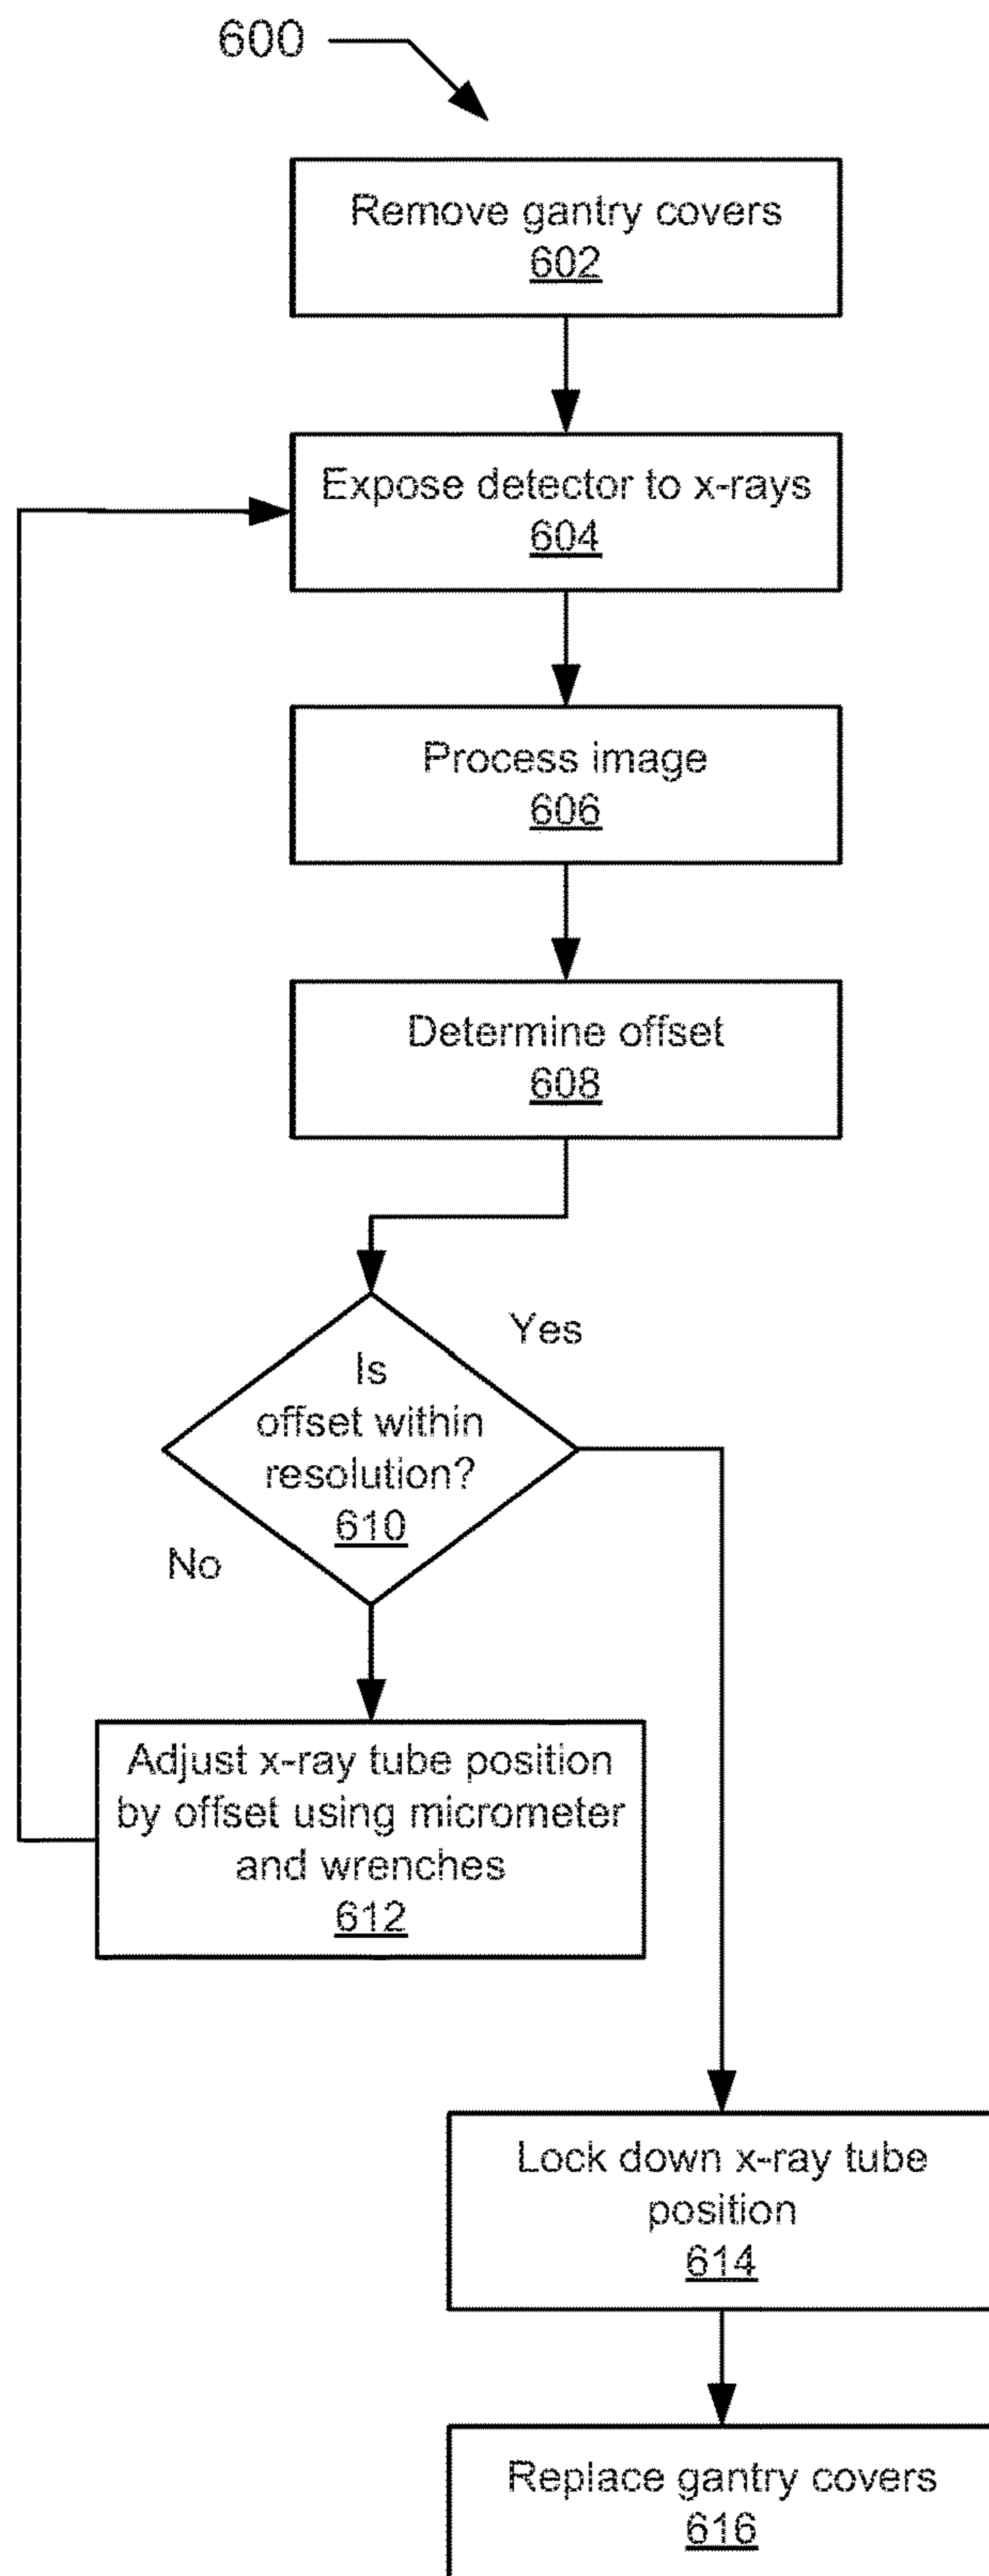 600
Remove gantry covers
602
Expose detector to x-rays
604
Process image
606
Determine offset
608
Yes
Is
offset within
resolution?
610
No
Adjust x-ray tube position
by offset using micrometer
and wrenches
612
Lock down x-ray tube
position
614
Replace gantry covers
616